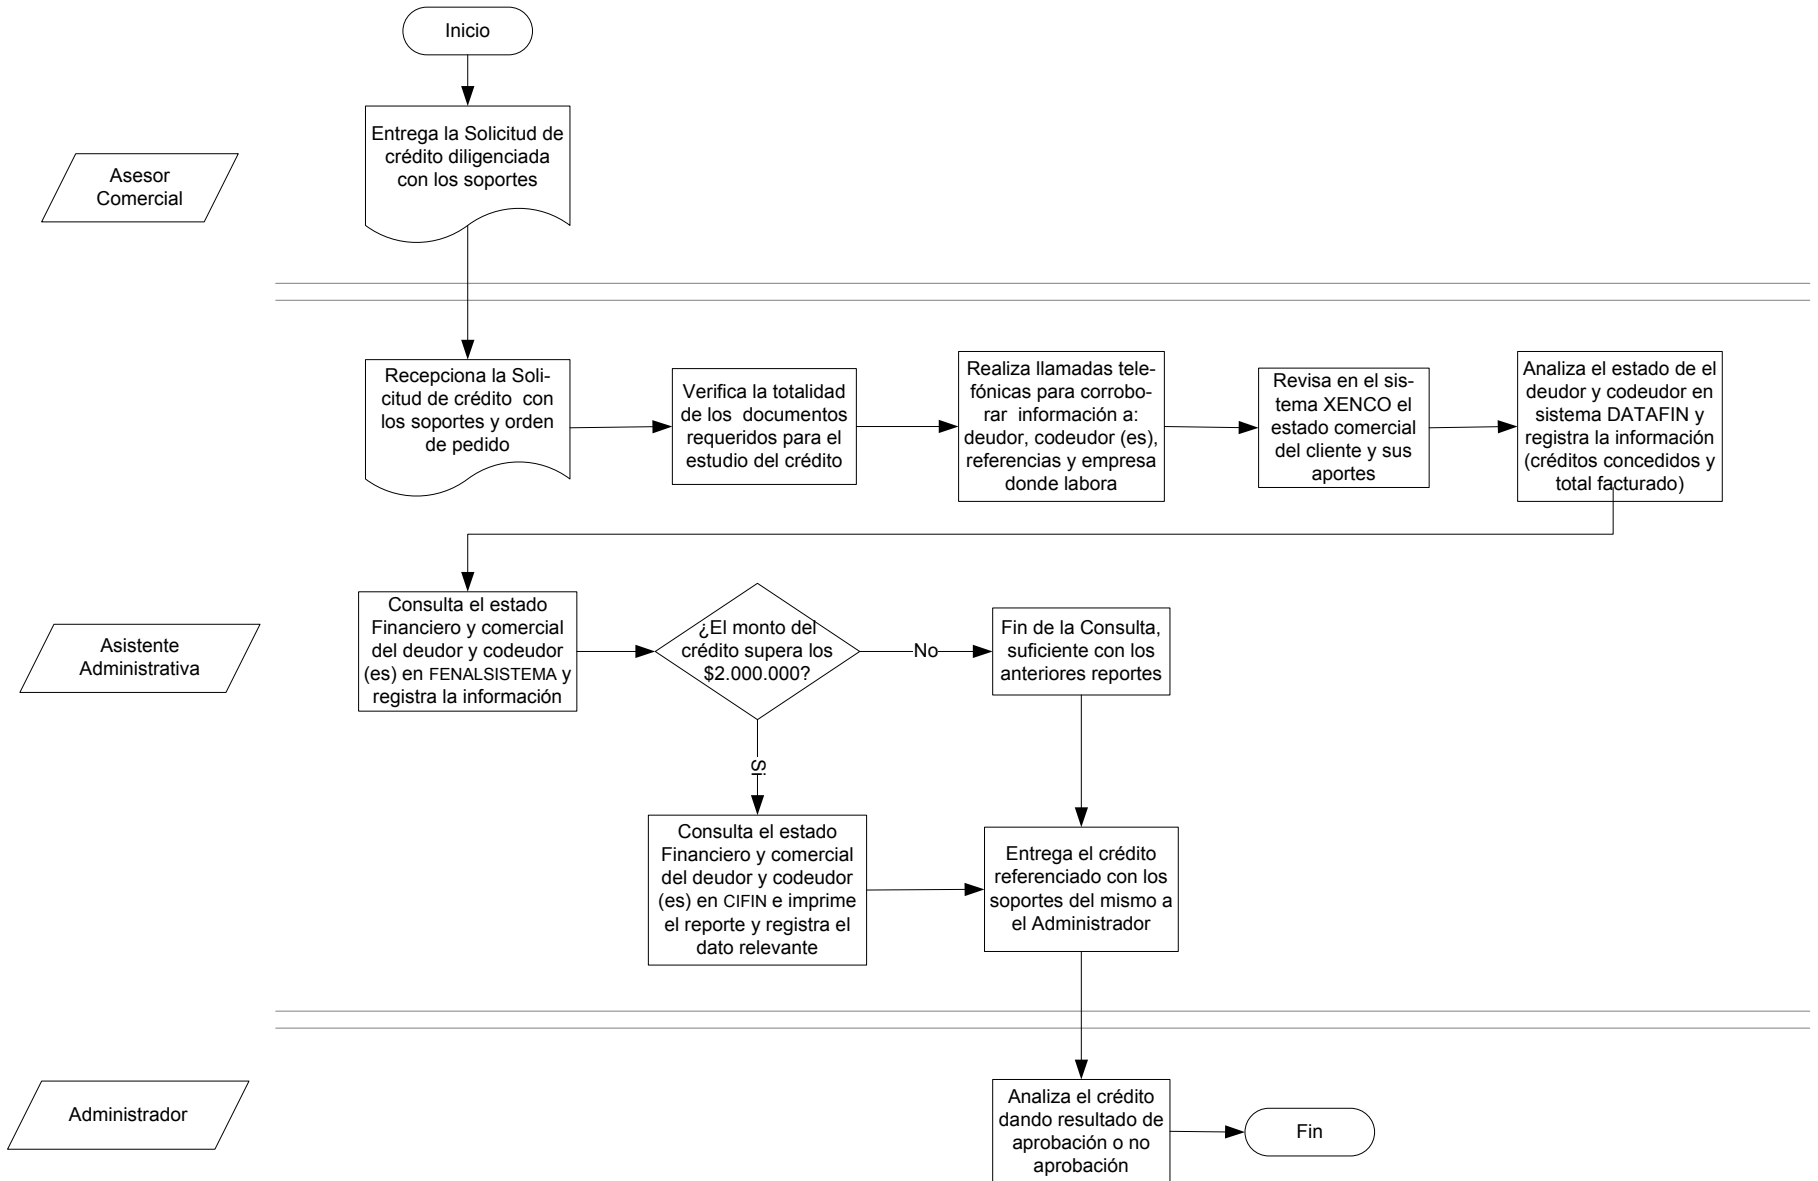 Inicio
Entrega la Solicitud de
crédito diligenciada
con los soportes
Asesor
Comercial
Recepciona la Soli-
citud de crédito con
los soportes y orden
de pedido
Verifica la totalidad
de los documentos
requeridos para el
estudio del crédito
Realiza llamadas tele-
fónicas para corrobo-
rar información a:
deudor, codeudor (es),
referencias y empresa
donde labora
Revisa en el sis-
tema XENCO el
estado comercial
del cliente y sus
aportes
Analiza el estado de el
deudor y codeudor en
sistema DATAFIN y
registra la información
(créditos concedidos y
total facturado)
Asistente
Administrativa
Consulta el estado
Financiero y comercial
del deudor y codeudor
(es) en FENALSISTEMA y
registra la información
¿El monto del
crédito supera los
$2.000.000?
No
Fin de la Consulta,
suficiente con los
anteriores reportes
Si
Consulta el estado
Financiero y comercial
del deudor y codeudor
(es) en CIFIN e imprime
el reporte y registra el
dato relevante
Entrega el crédito
referenciado con los
soportes del mismo a
el Administrador
Administrador
Analiza el crédito
dando resultado de
aprobación o no
aprobación
Fin